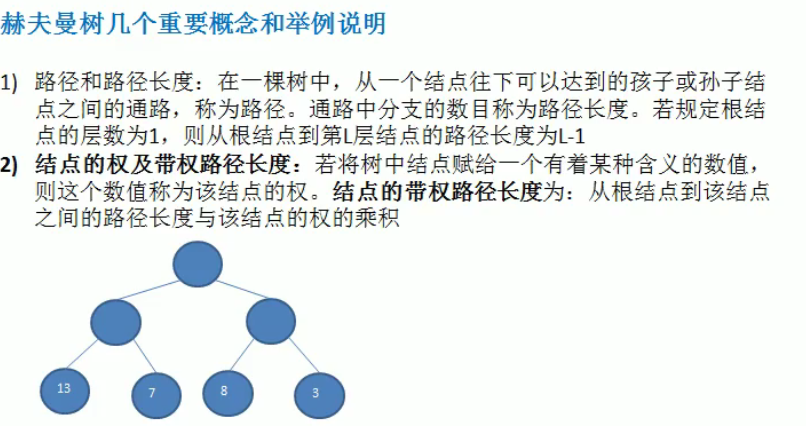 赫夫曼树几个重要概念和举例说明
1) 路径和路径长度：在一棵树中，从一个结点往下可以达到的孩子或孙子结
点之间的通路，称为路径。通路中分支的数目称为路径长度。若规定根结
点的层数为1，则从根结点到第L层结点的路径长度为L-1
2) 结点的权及带权路径长度：若将树中结点赋给一个有着某种含义的数值，
则这个数值称为该结点的权。结点的带权路径长度为：从根结点到该结点
之间的路径长度与该结点的权的乘积
13 7 8 3